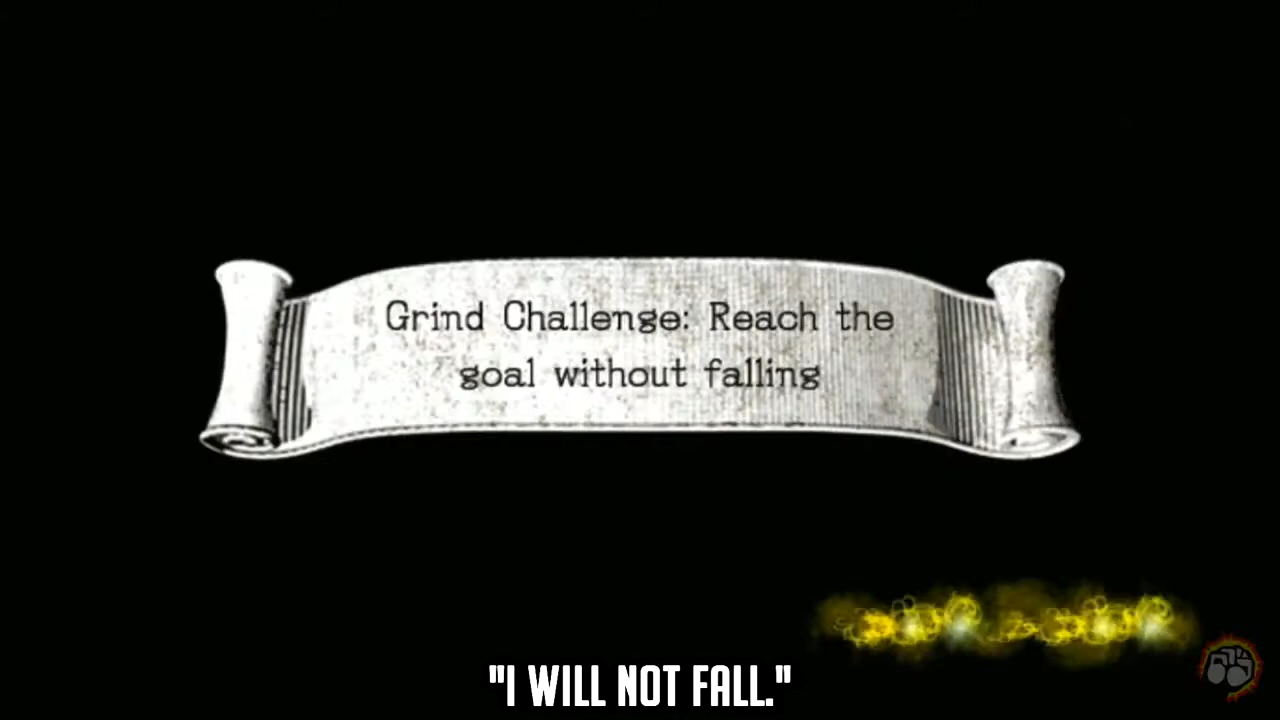 Grind Challenge: Reach the
goal without falling
"I WILL NOT FALL."